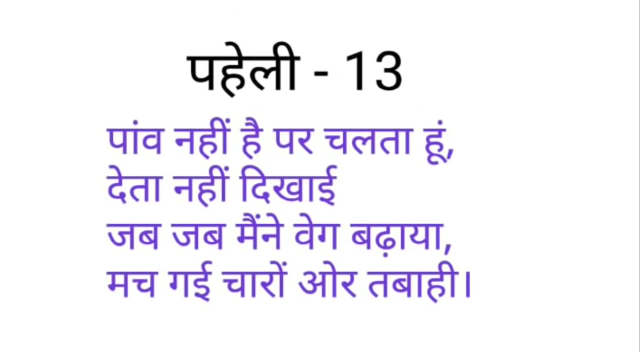 पहेली - 13
पांव नहीं है पर चलता हूं,
देता नहीं दिखाई
जब जब मैंने वेग बढ़ाया,
मच गई चारों ओर तबाही।